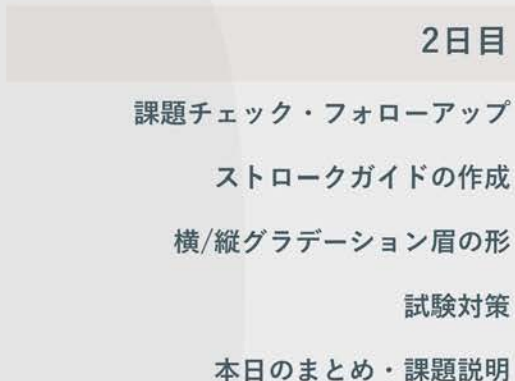 2日目
課題チェック・フォローアップ
ストロークガイドの作成
横/縦グラデーション眉の形
試験対策
本日のまとめ・課題説明